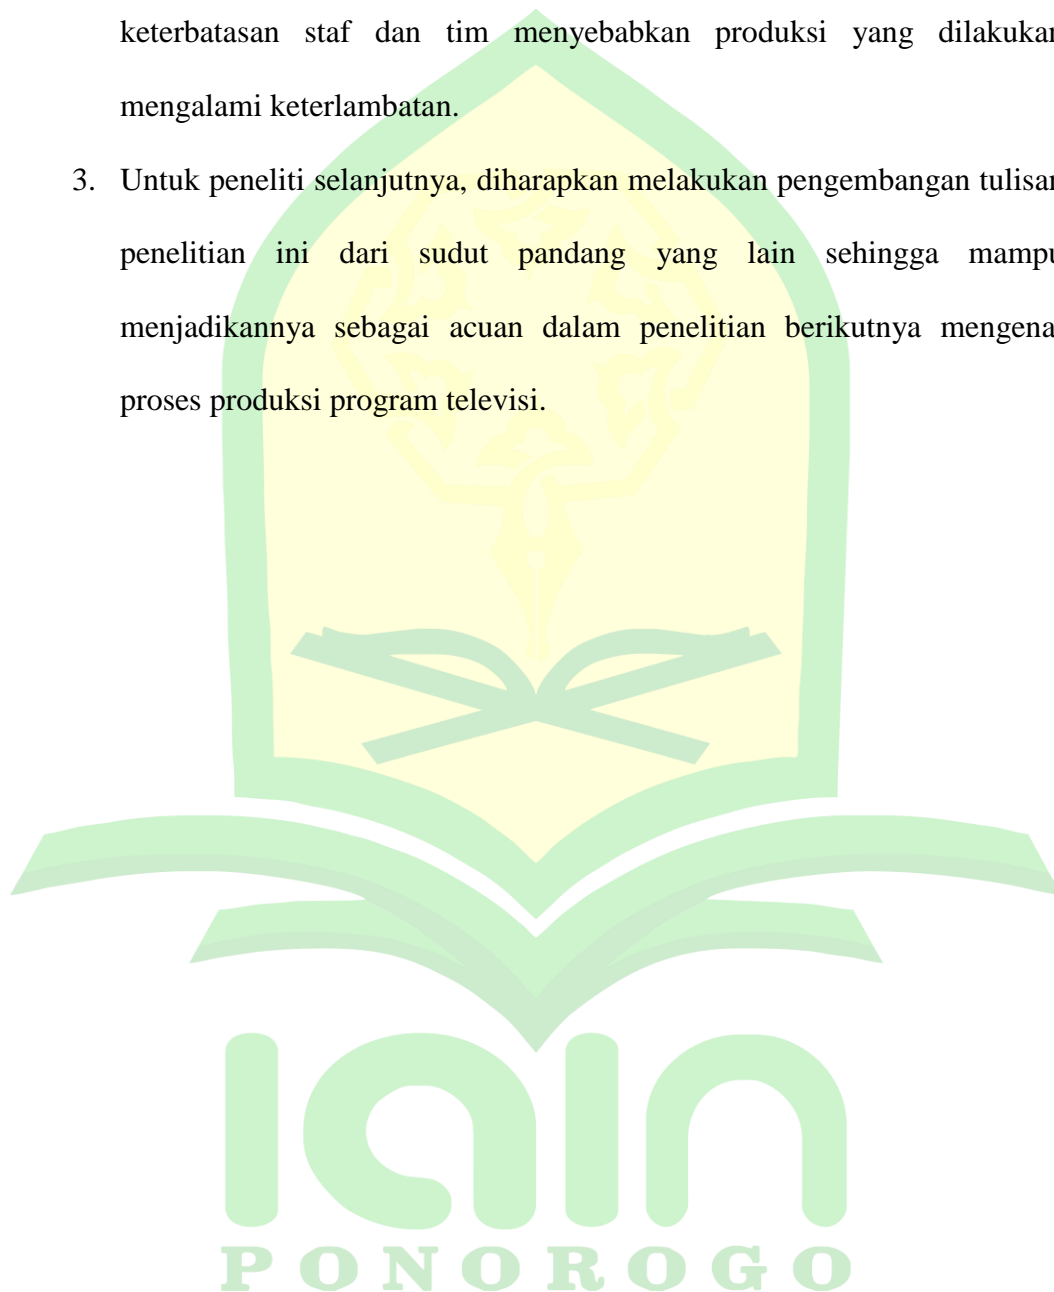 keterbatasan staf dan tim menyebabkan produksi yang dilakukan
mengalami keterlambatan.
3. Untuk peneliti selanjutnya, diharapkan melakukan pengembangan tulisan
penelitian ini dari sudut pandang yang lain sehingga mampu
menjadikannya sebagai acuan dalam penelitian berikutnya mengenai
proses produksi program televisi.
iain
PONOROGO